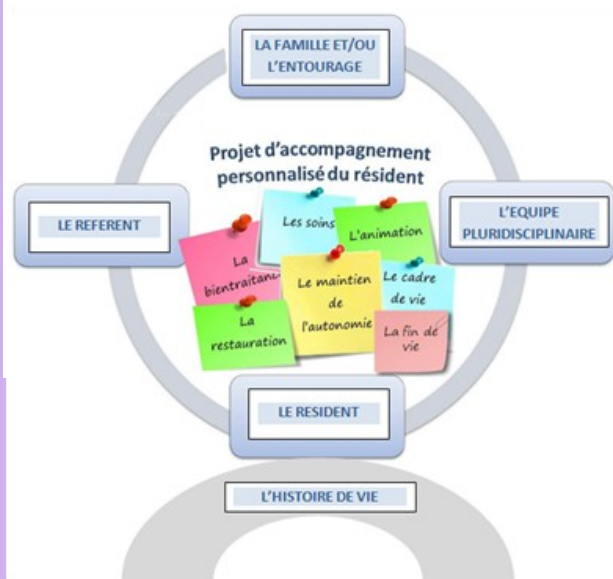 LA FAMILLE ET/OU
L'ENTOURAGE
Projet d'accompagnement
personnalisé du résident
LE REFERENT
L'EQUIPE
PLURIDISCIPLINAIRE
Les soins
L'animation
La
bientraitanc
Le maintien
de
l'autonomie
Le cadre
de vie
La
restauration
La fin de
vie
LE RESIDENT
L'HISTOIRE DE VIE